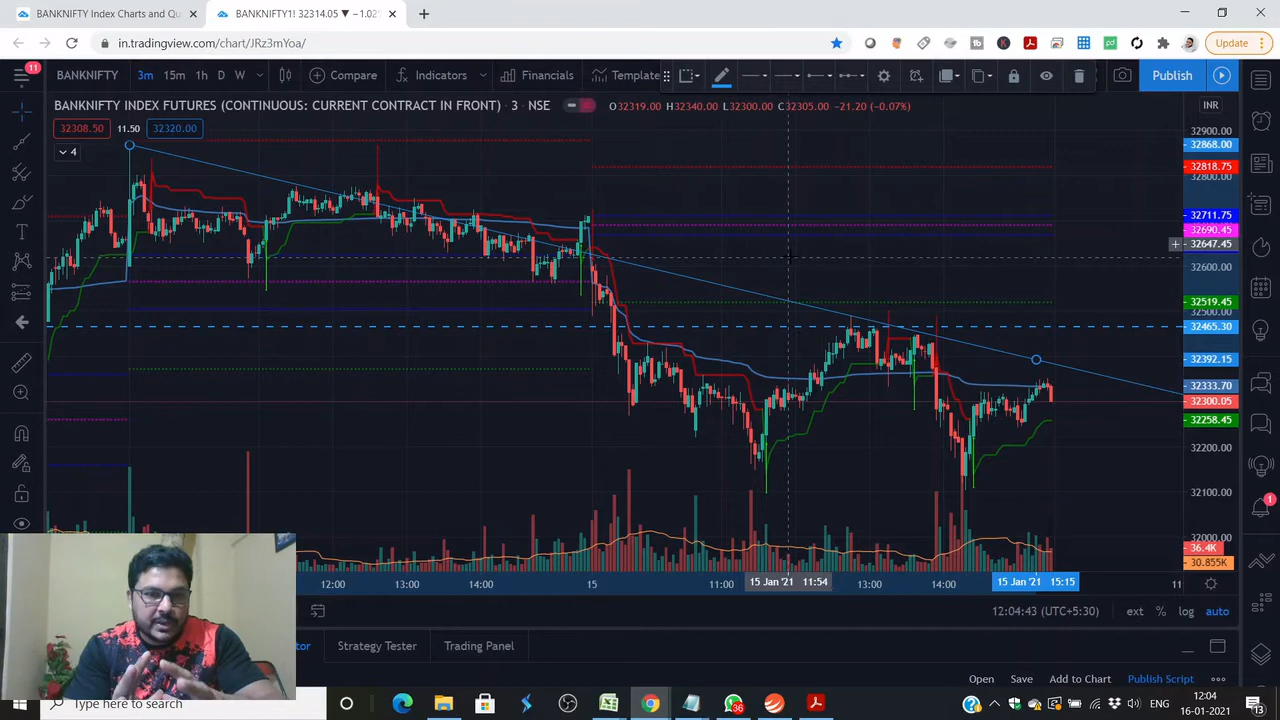 BANKNIFTY Index Charts and Qu
BANKNIFTY1! 32314.05 ▼ −1.02
in.tradingview.com/chart/JRz3mYoa/
Update
11
BANKNIFTY
3m
15m
1h
D
W
Compare
Indicat
Financials
Template
Publish
BANKNIFTY INDEX FUTURES (CONTINUOUS: CURRENT CONTRACT IN FRONT) · 3 · NSE
O32319.00 H32340.00 L32300.00 C32305.00 −21.20 (−0.07%)
INR
32308.50
11.50
32320.00
4
32900.00
32868.00
32818.75
32800.00
32711.75
32690.45
32647.45
32600.00
32519.45
32500.00
32465.30
32392.15
32333.70
32300.05
32258.45
32200.00
32100.00
32000.00
36.4K
30.855K
1
12:00
13:00
14:00
15
11:00
15 Jan '21 11:54
13:00
14:00
15 Jan '21 15:15
11
12:04:43 (UTC+5:30)
ext
%
log
auto
tor
Strategy Tester
Trading Panel
Open
Save
Add to Chart
Publish Script
Type here to search
36
ENG
12:04
16-01-2021
13